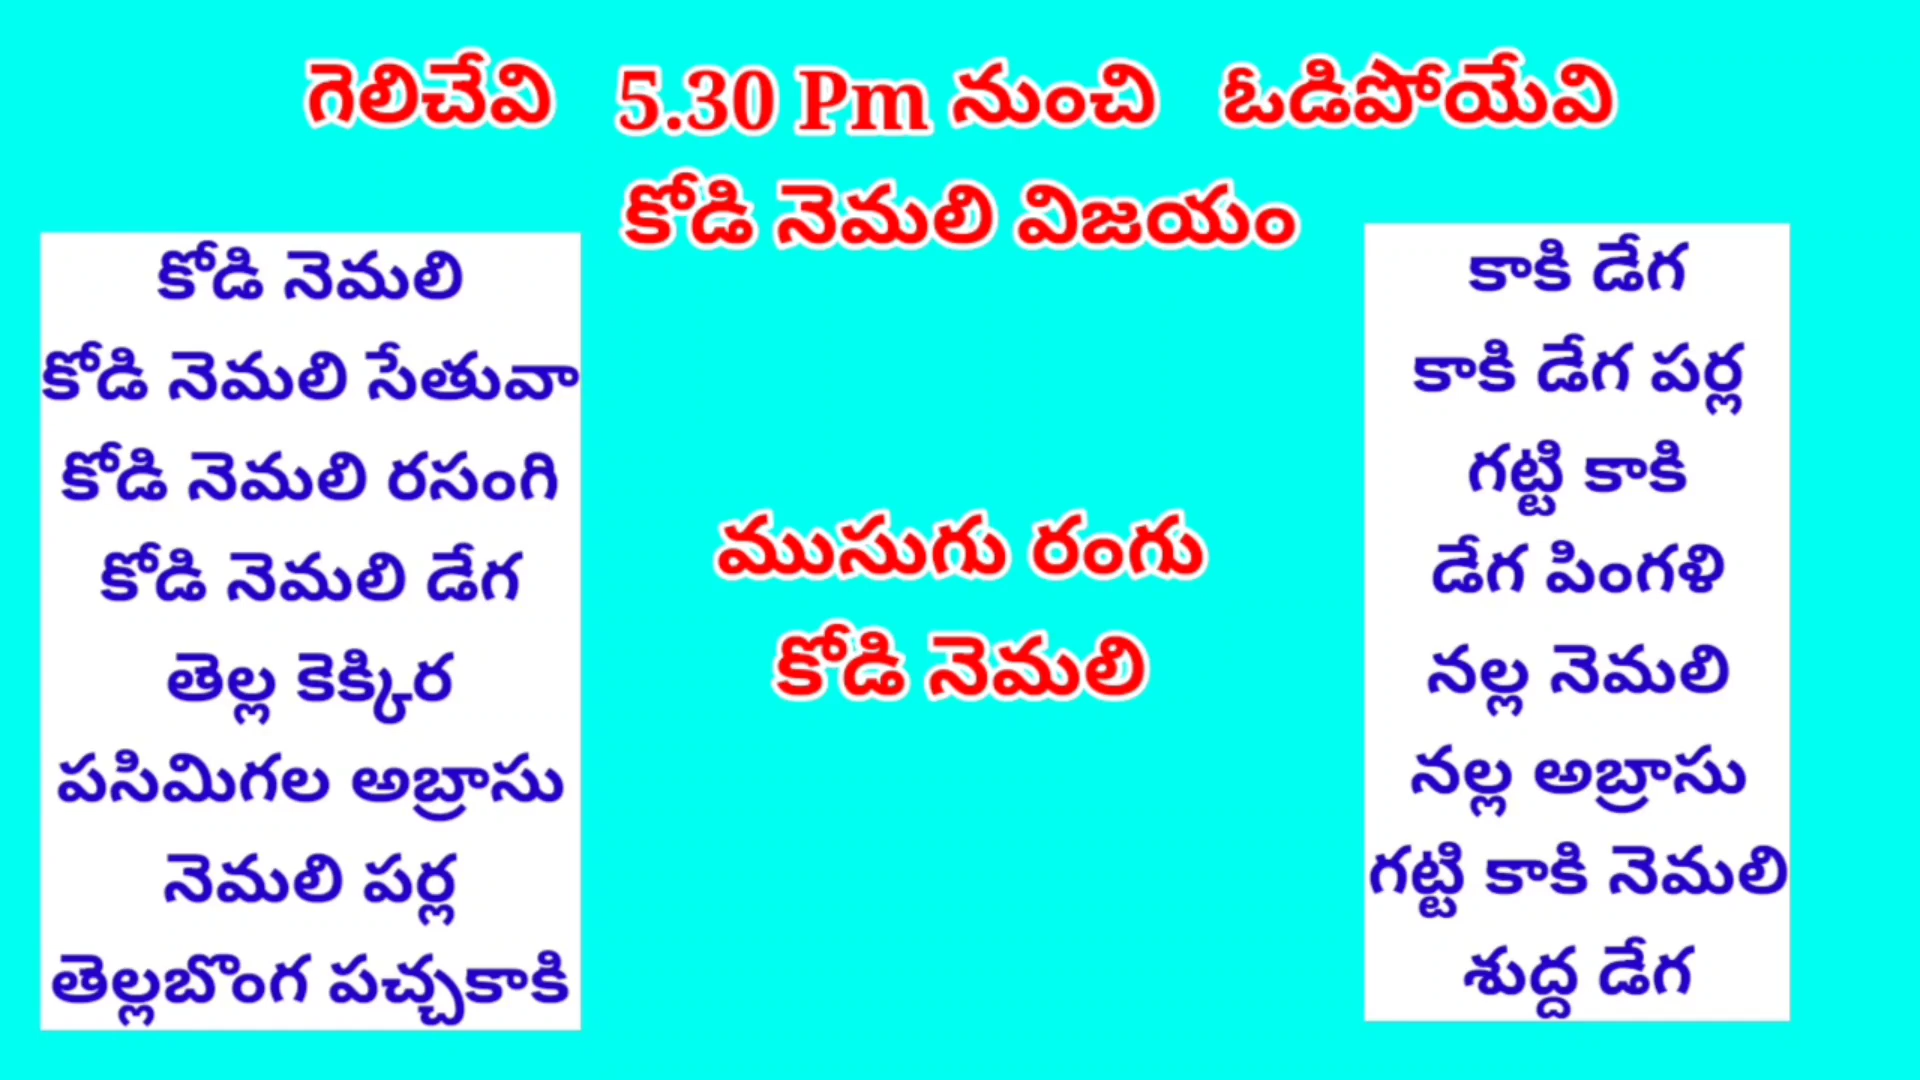 గెలిచేవి 5.30 Pm నుంచి ఓడిపోయేవి
కోడి నెమలి విజయం
కోడి నెమలి
కోడి నెమలి సేతువా
కోడి నెమలి రసంగి
కోడి నెమలి డేగ
తెల్ల కెక్కిర
పసిమిగల అబ్రాసు
నెమలి పర్ల
తెల్లబొంగ పచ్చకాకి
ముసుగు రంగు
కోడి నెమలి
కాకి డేగ
కాకి డేగ పర్ల
గట్టి కాకి
డేగ పింగళి
నల్ల నెమలి
నల్ల అబ్రాసు
గట్టి కాకి నెమలి
శుద్ద డేగ